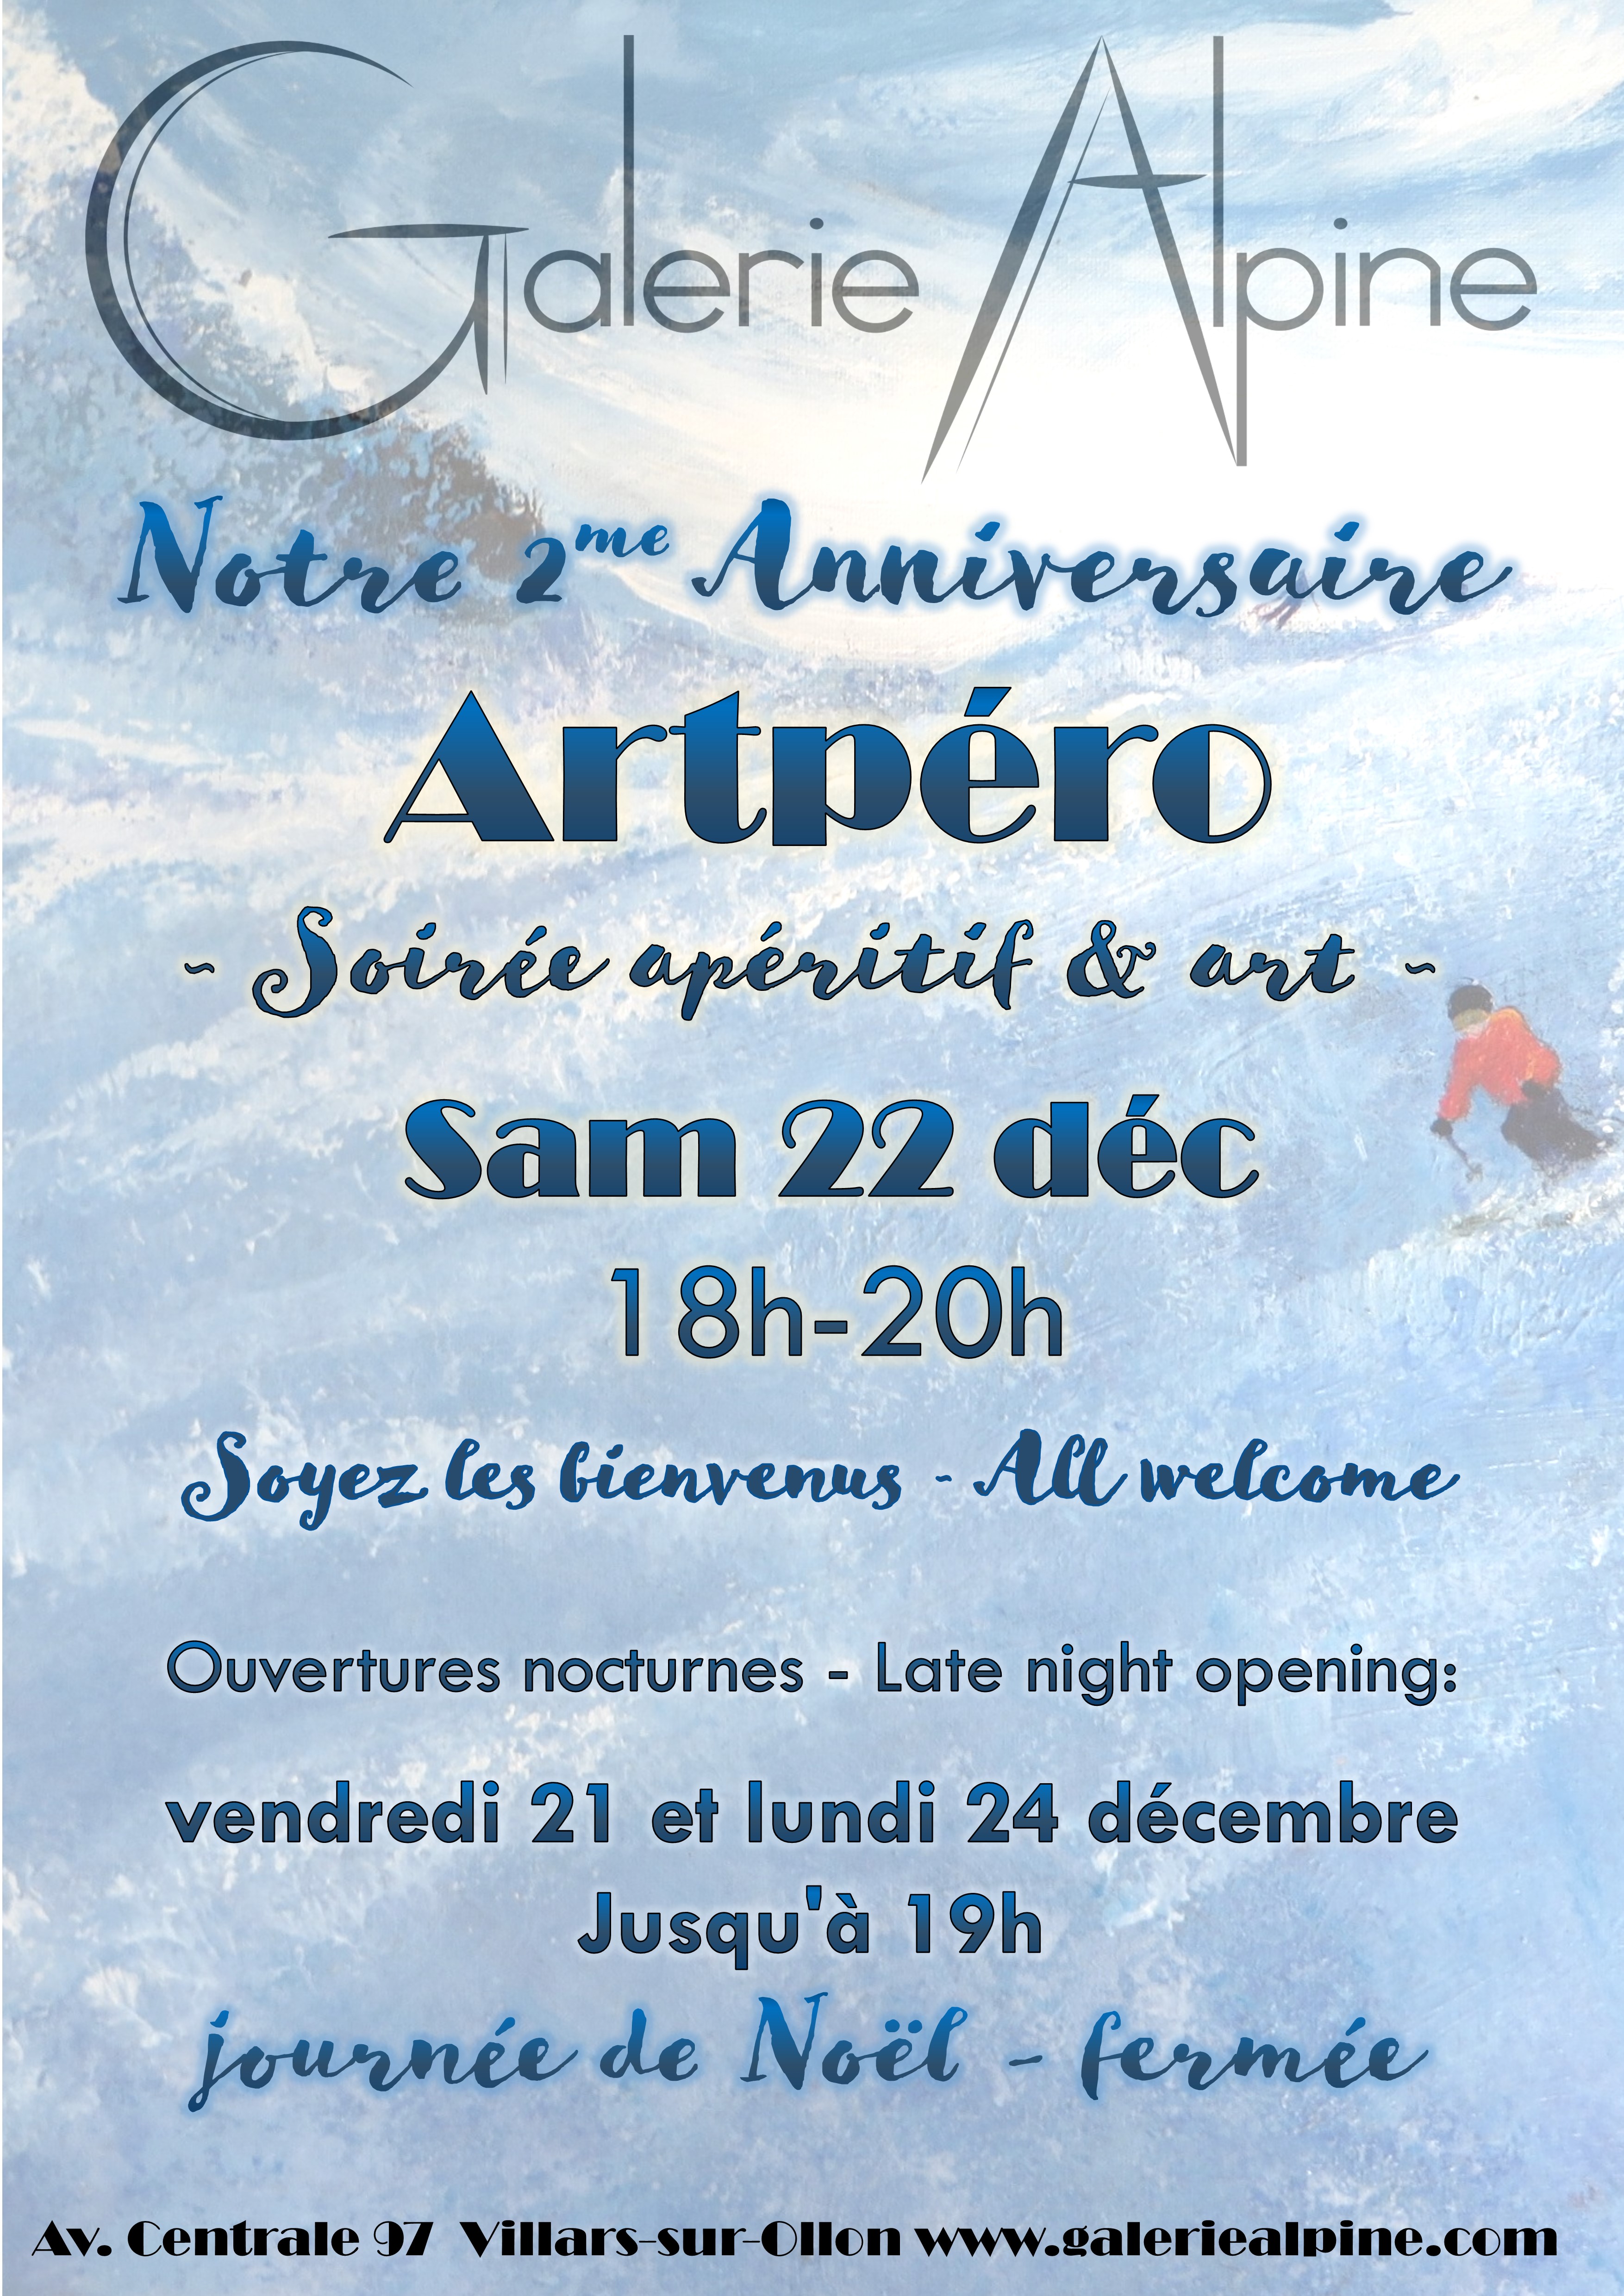 Galerie Alpine
Notre 2me Anniversaire
Artpéro
~ Soirée apéritif & art ~
Sam 22 déc
18h-20h
Soyez les bienvenus - All welcome
Ouvertures nocturnes - Late night opening:
vendredi 21 et lundi 24 décembre
Jusqu'à 19h
journée de Noël - fermée
Av. Centrale 97 Villars-sur-Ollon www.galeriealpine.com